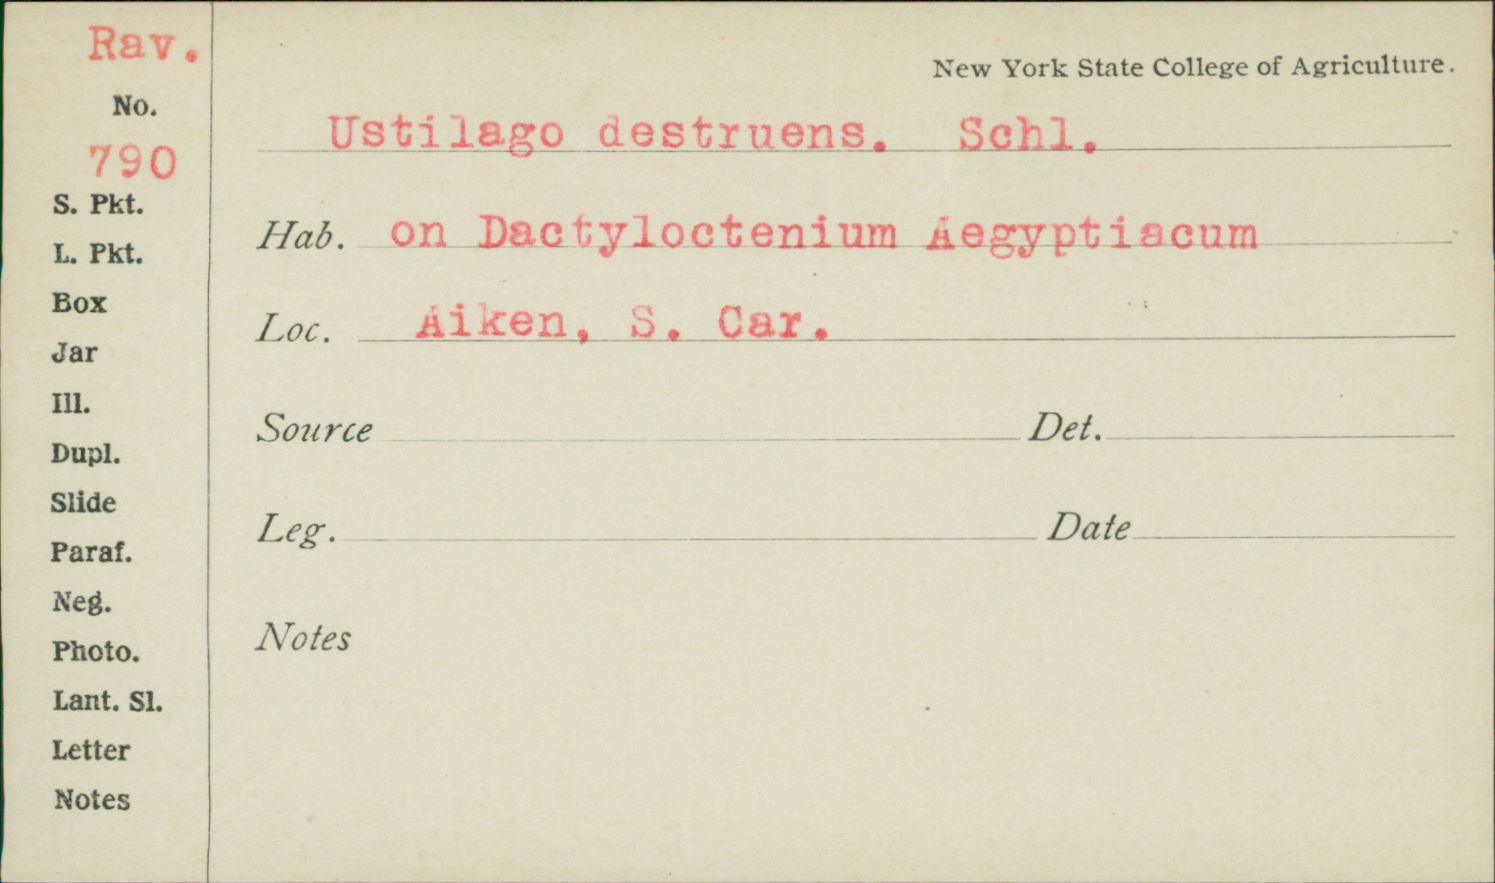 Rav.
No.
790
S. Pkt.
L. Pkt.
Box
Jar
Ill.
Dupl.
Slide
Paraf.
Neg.
Photo.
Lant. Sl.
Letter
Notes
New York State College of Agriculture.
Ustilago destruens. Schl.
Hab. on Dactyloctenium Aegyptiacum
Loc. Aiken, S. Car.
Source Det.
Leg. Date
Notes